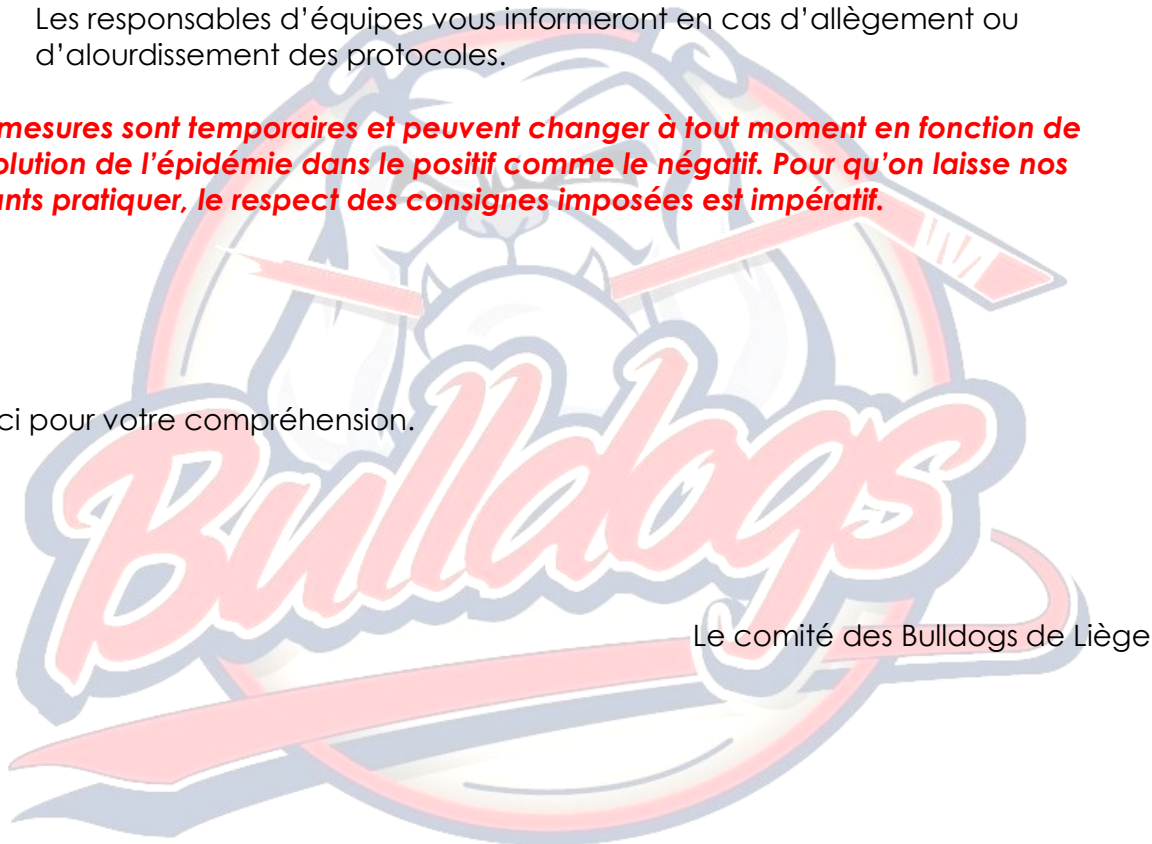 Les responsables d'équipes vous informeront en cas d'allègement ou
d'alourdissement des protocoles.
mesures sont temporaires et peuvent changer à tout moment en fonction de
olution de l'épidémie dans le positif comme le négatif. Pour qu'on laisse nos
ants pratiquer, le respect des consignes imposées est impératif.
ci pour votre compréhension.
Bulldogs
Le comité des Bulldogs de Liège